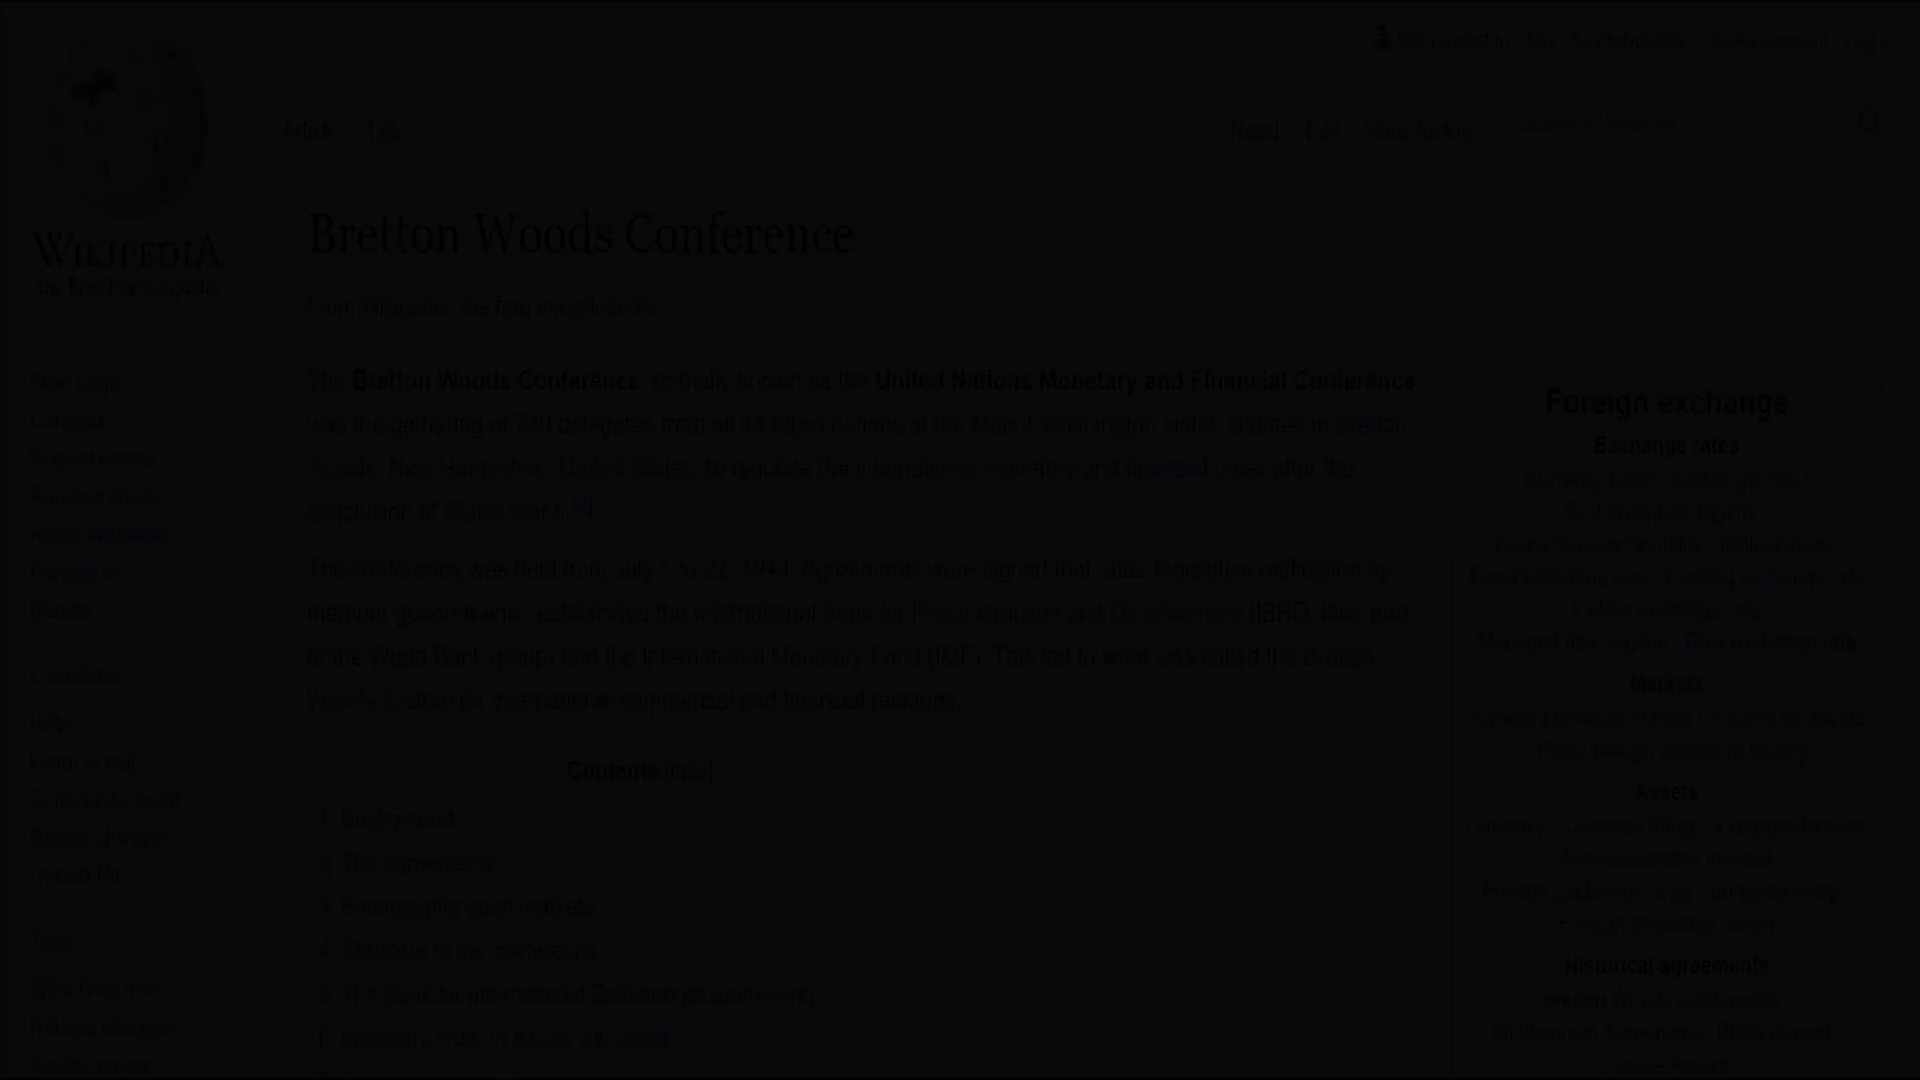 Not logged in Talk Contributions Create account Log in
Article Talk
Read Edit View history
WIKIPEDIA
The Free Encyclopedia
Bretton Woods Conference
From Wikipedia, the free encyclopedia
The Bretton Woods Conference, formally known as the United Nations Monetary and Financial Conference
was the gathering of 730 delegates from all 44 Allied nations at the Mount Washington Hotel, situated in Bretton
Woods, New Hampshire, United States, to regulate the international monetary and financial order after the
conclusion of World War II.[1]
The conference was held from July 1 to 22, 1944. Agreements were signed that, after legislative ratification by
member governments, established the International Bank for Reconstruction and Development (IBRD, later part
of the World Bank group) and the International Monetary Fund (IMF). This led to what was called the Bretton
Woods system for international commercial and financial relations.
Contents [hide]
1 Background
2 The agreements
3 Encouraging open markets
4 Structure of the conference
5 The Bank for International Settlements controversy
6 Monetary order in a post-war world
Main page
Contents
Current events
Random article
About Wikipedia
Contact us
Donate
Contribute
Help
Learn to edit
Community portal
Recent changes
Upload file
Tools
What links here
Related changes
Special pages
Foreign exchange
Exchange rates
Currency band · Exchange rate ·
Exchange rate regime ·
Exchange-rate flexibility · Dollarization ·
Fixed exchange rate · Floating exchange rate
· Linked exchange rate ·
Managed float regime · Dual exchange rate
Markets
Foreign exchange market · Futures exchange
Retail foreign exchange trading
Assets
Currency · Currency future · Currency forward
· Non-deliverable forward ·
Foreign exchange swap · Currency swap ·
Foreign exchange option
Historical agreements
Bretton Woods Conference ·
Smithsonian Agreement · Plaza Accord ·
Louvre Accord